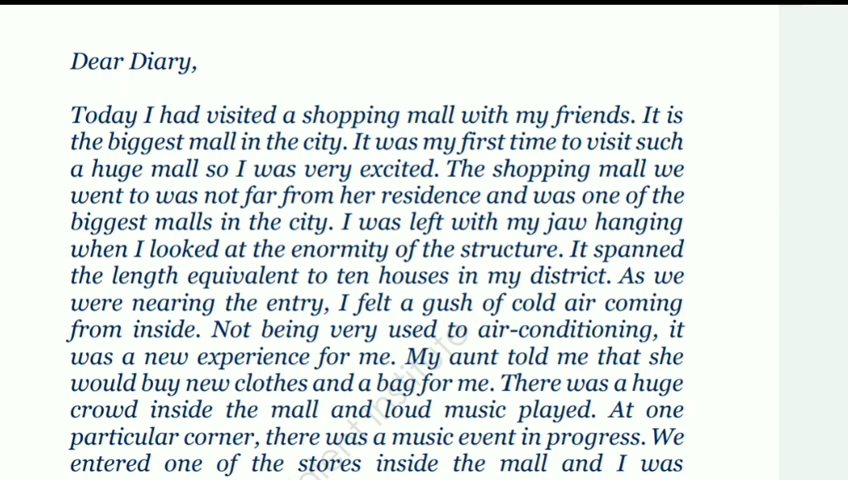 Dear Diary,
Today I had visited a shopping mall with my friends. It is
the biggest mall in the city. It was my first time to visit such
a huge mall so I was very excited. The shopping mall we
went to was not far from her residence and was one of the
biggest malls in the city. I was left with my jaw hanging
when I looked at the enormity of the structure. It spanned
the length equivalent to ten houses in my district. As we
were nearing the entry, I felt a gush of cold air coming
from inside. Not being very used to air-conditioning, it
was a new experience for me. My aunt told me that she
would buy new clothes and a bag for me. There was a huge
crowd inside the mall and loud music played. At one
particular corner, there was a music event in progress. We
entered one of the stores inside the mall and I was